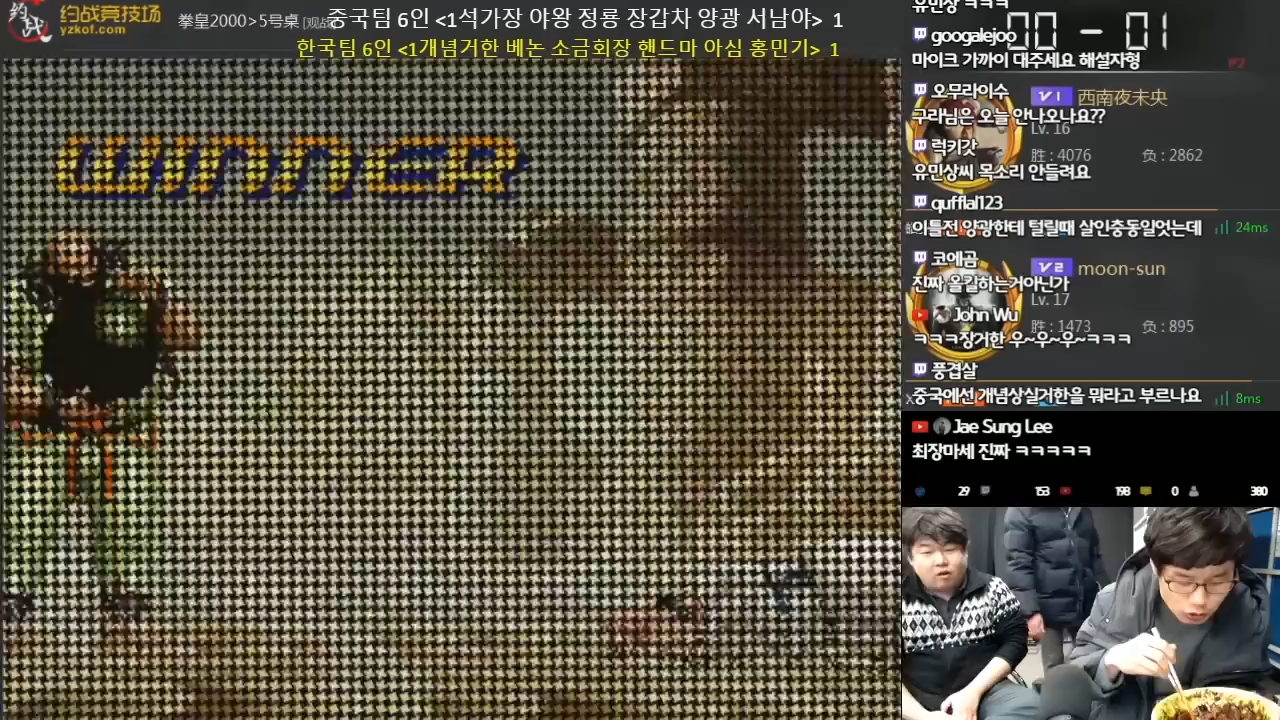 约战竞技场
yzkof.com
拳皇2000>5号桌 [观战]
중국팀 6인 <1석가장 야왕 정룡 장갑차 양광 서남야> 1
한국팀 6인 <1개념거한 베논 소금회장 핸드마 아심 홍민기> 1
WINNER
유민상 ㅋㅋㅋ
googalejoo
00 - 01
마이크 가까이 대주세요 해설자형
오무라이수
V1 西南夜未央
구라님은 오늘 안나오나요??
Lv. 16
럭키갓
胜 : 4076 负 : 2862
유민상씨 목소리 안들려요
qufflal123
이틀전 양광한테 털릴때 살인충동일엇는데
24ms
코에곰
V2 moon-sun
진짜 올킬하는거아닌가
Lv. 17
John Wu
胜 : 1473 负 : 895
ㅋㅋㅋ장거한 우~우~우~ㅋㅋㅋ
풍겹살
중국에선 개념상실거한을 뭐라고 부르나요
8ms
Jae Sung Lee
최장마세 진짜 ㅋㅋㅋㅋㅋ
29 153 198 0 380